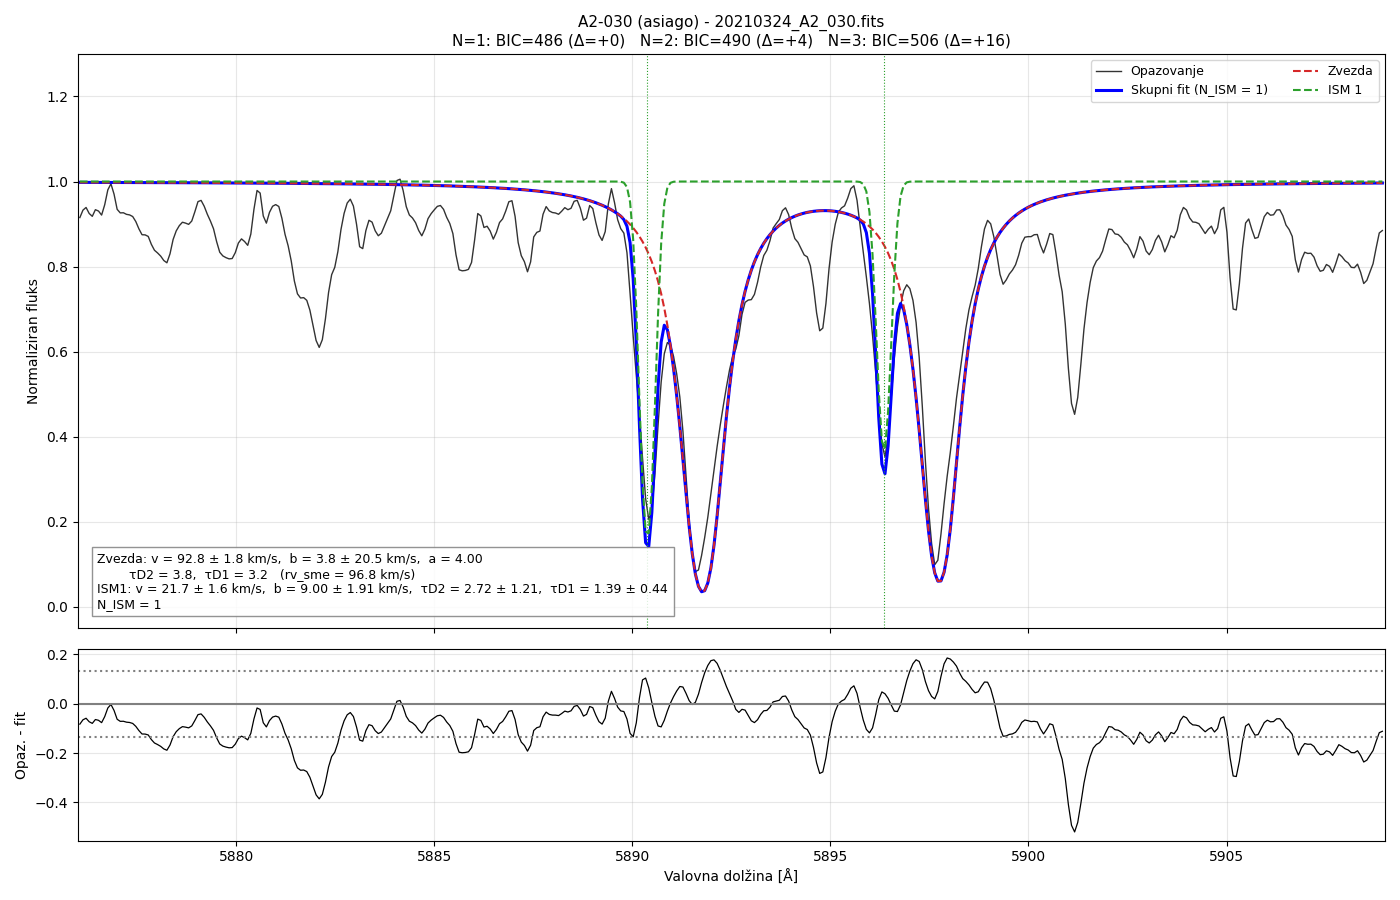 A2-030 (asiago) - 20210324_A2_030.fits
N=1: BIC=486 (Δ=+0)   N=2: BIC=490 (Δ=+4)   N=3: BIC=506 (Δ=+16)
Opazovanje
Skupni fit (N_ISM = 1)
Zvezda
ISM 1
Normaliziran fluks
1.2
1.0
0.8
0.6
0.4
0.2
0.0
Zvezda: v = 92.8 ± 1.8 km/s,  b = 3.8 ± 20.5 km/s,  a = 4.00
τD2 = 3.8,  τD1 = 3.2   (rv_sme = 96.8 km/s)
ISM1: v = 21.7 ± 1.6 km/s,  b = 9.00 ± 1.91 km/s,  τD2 = 2.72 ± 1.21,  τD1 = 1.39 ± 0.44
N_ISM = 1
Opaz. - fit
0.2
0.0
−0.2
−0.4
5880
5885
5890
5895
5900
5905
Valovna dolžina [Å]